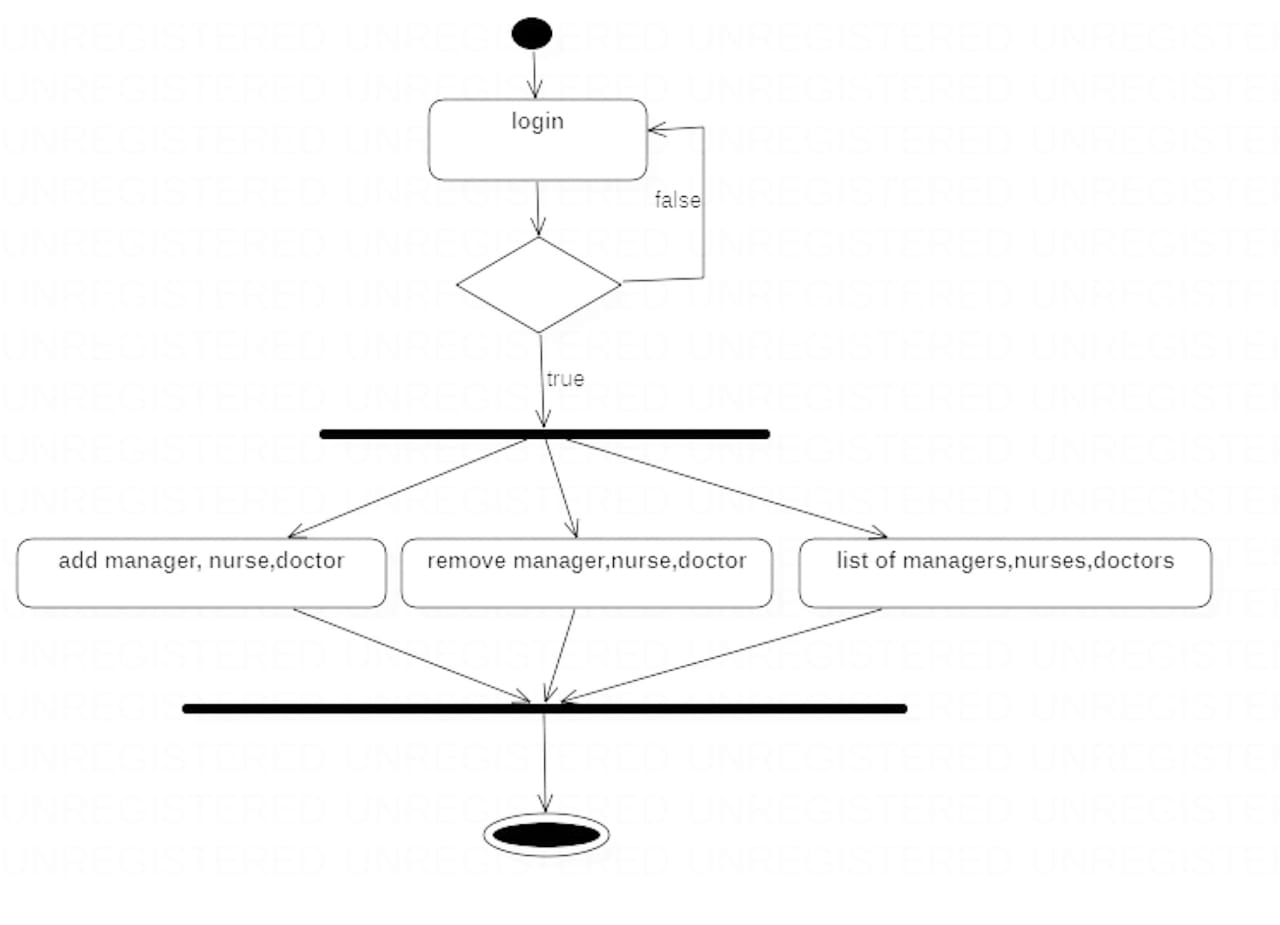 UNREGISTERED UNREGISTERED UNREGISTERED UNREGISTERED
login
false
true
add manager, nurse,doctor
remove manager,nurse,doctor
list of managers,nurses,doctors